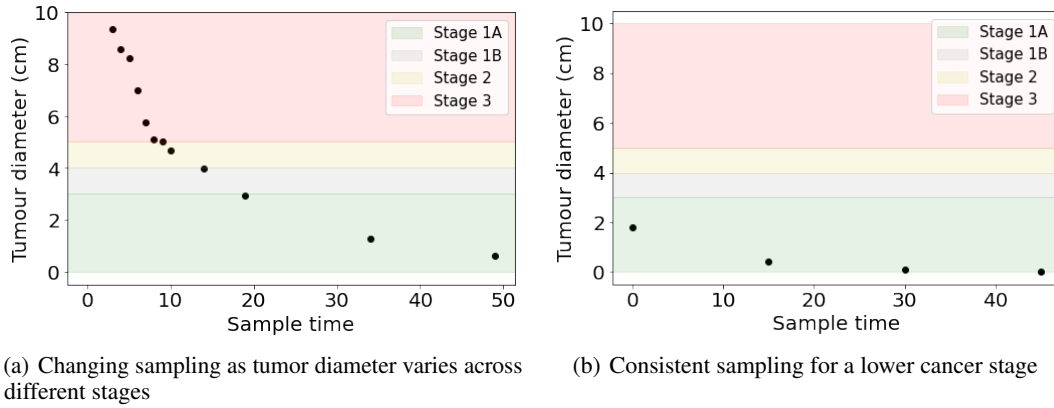 10
8
6
4
2
0
Tumour diameter (cm)
Stage 1A
Stage 1B
Stage 2
Stage 3
0 10 20 30 40 50
Sample time
(a) Changing sampling as tumor diameter varies across
different stages
10
8
6
4
2
0
Tumour diameter (cm)
Stage 1A
Stage 1B
Stage 2
Stage 3
0 10 20 30 40
Sample time
(b) Consistent sampling for a lower cancer stage